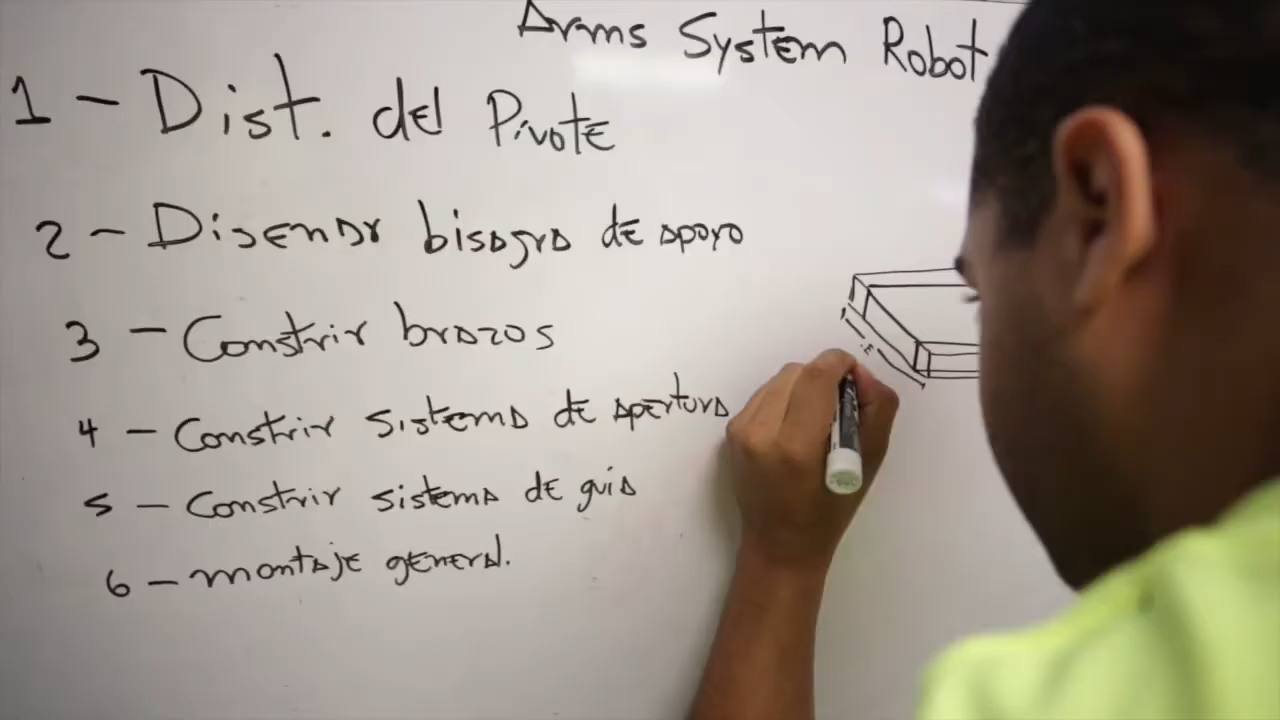 Arms System Robot
1 - Dist. del Pivote
2 - Disenar bisagra de apoyo
3 - Constrir brazos
4 - Constrir sistema de apertura
5 - Constrir sistema de guia
6 - montaje general.